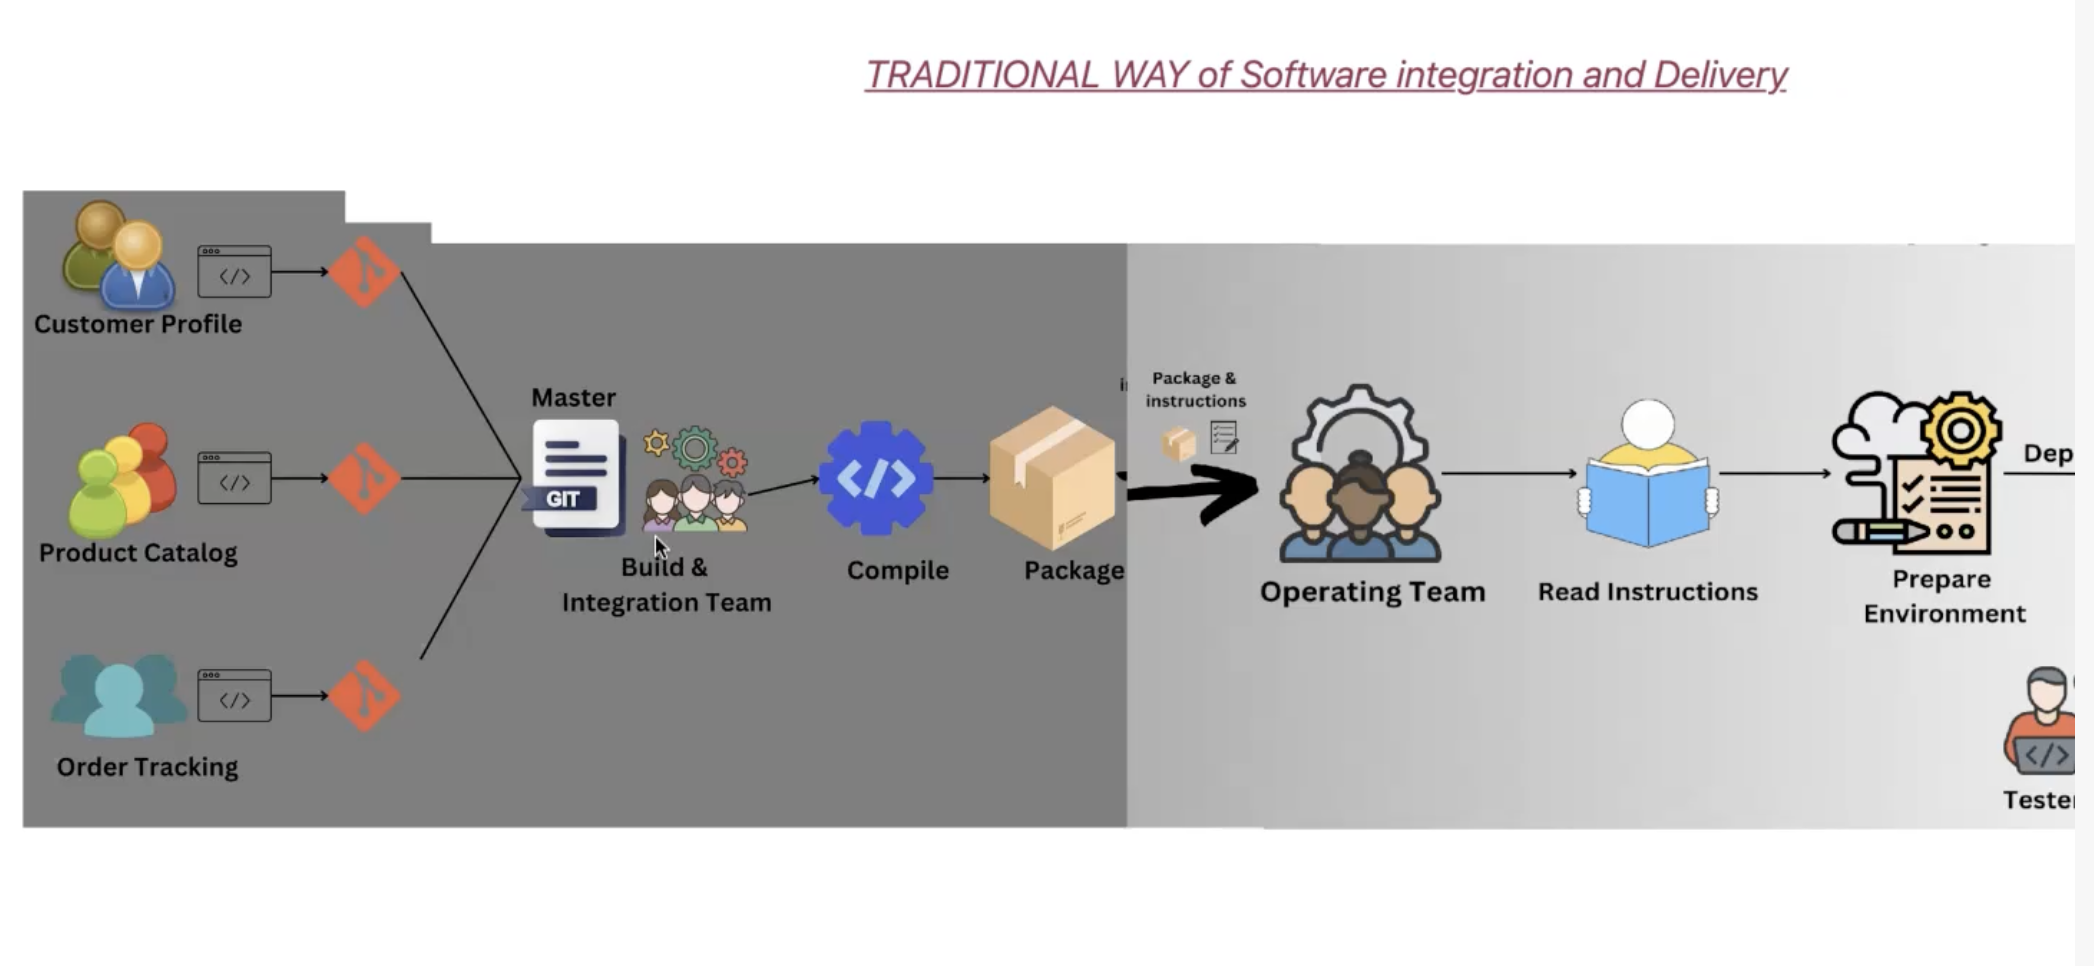 TRADITIONAL WAY of Software integration and Delivery
Customer Profile
</>
Product Catalog
</>
Order Tracking
</>
Master
GIT
Build &
Integration Team
</>
Compile
Package
Package &
instructions
Operating Team
Read Instructions
Prepare
Environment
Dep
</>
Teste